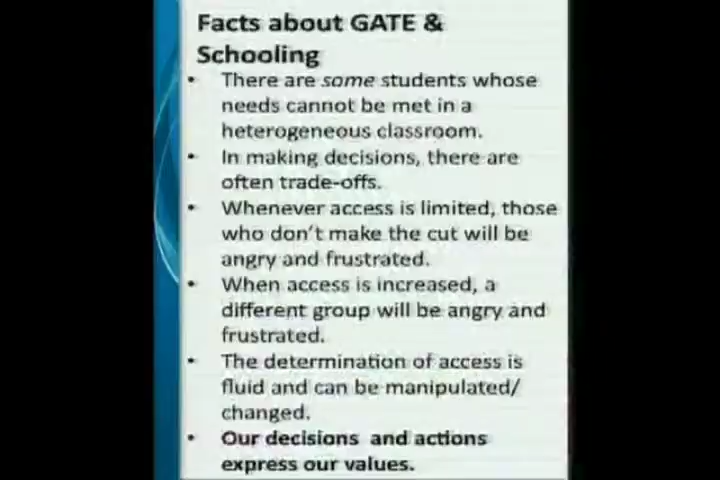 Facts about GATE &
Schooling
• There are some students whose
needs cannot be met in a
heterogeneous classroom.
• In making decisions, there are
often trade-offs.
• Whenever access is limited, those
who don't make the cut will be
angry and frustrated.
• When access is increased, a
different group will be angry and
frustrated.
• The determination of access is
fluid and can be manipulated/
changed.
• Our decisions and actions
express our values.